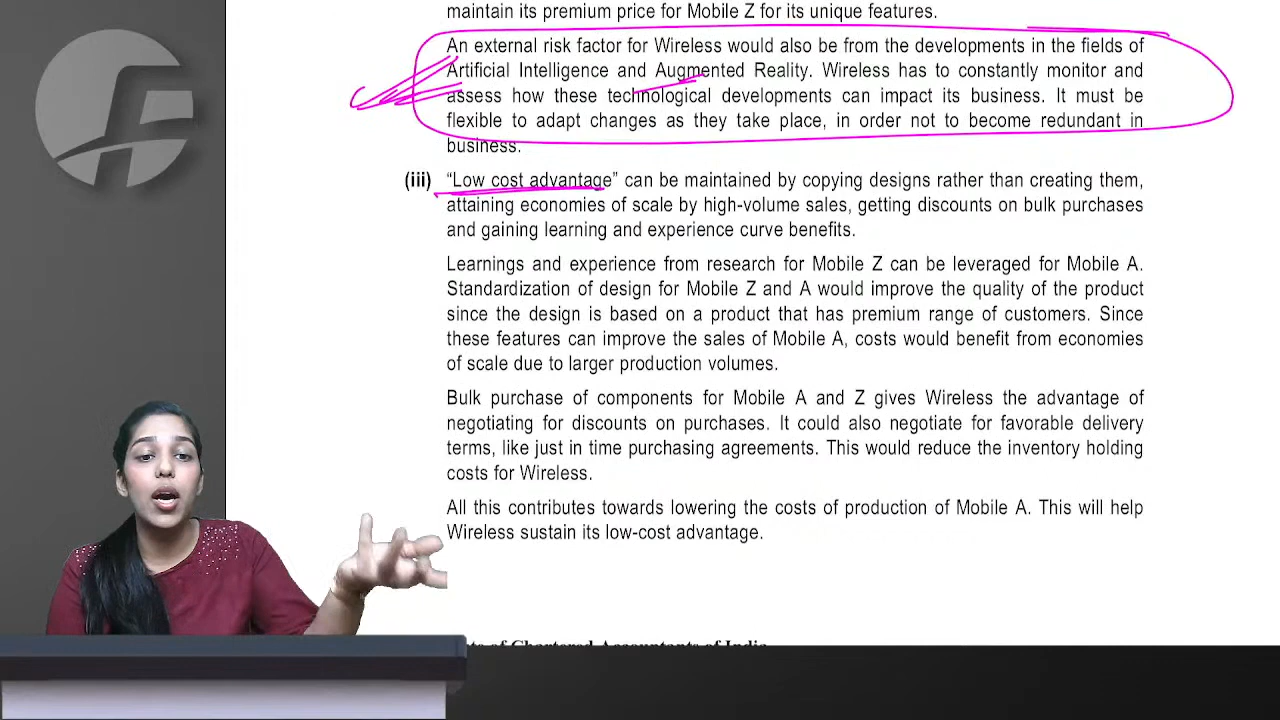 maintain its premium price for Mobile Z for its unique features.
An external risk factor for Wireless would also be from the developments in the fields of
Artificial Intelligence and Augmented Reality. Wireless has to constantly monitor and
assess how these technological developments can impact its business. It must be
flexible to adapt changes as they take place, in order not to become redundant in
business.
(iii) “Low cost advantage” can be maintained by copying designs rather than creating them,
attaining economies of scale by high-volume sales, getting discounts on bulk purchases
and gaining learning and experience curve benefits.
Learnings and experience from research for Mobile Z can be leveraged for Mobile A.
Standardization of design for Mobile Z and A would improve the quality of the product
since the design is based on a product that has premium range of customers. Since
these features can improve the sales of Mobile A, costs would benefit from economies
of scale due to larger production volumes.
Bulk purchase of components for Mobile A and Z gives Wireless the advantage of
negotiating for discounts on purchases. It could also negotiate for favorable delivery
terms, like just in time purchasing agreements. This would reduce the inventory holding
costs for Wireless.
All this contributes towards lowering the costs of production of Mobile A. This will help
Wireless sustain its low-cost advantage.
of Chartered Accountants of India